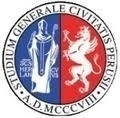 • STUDIUM GENERALE CIVITATIS PERUSII •
A.D. MCCCVIII